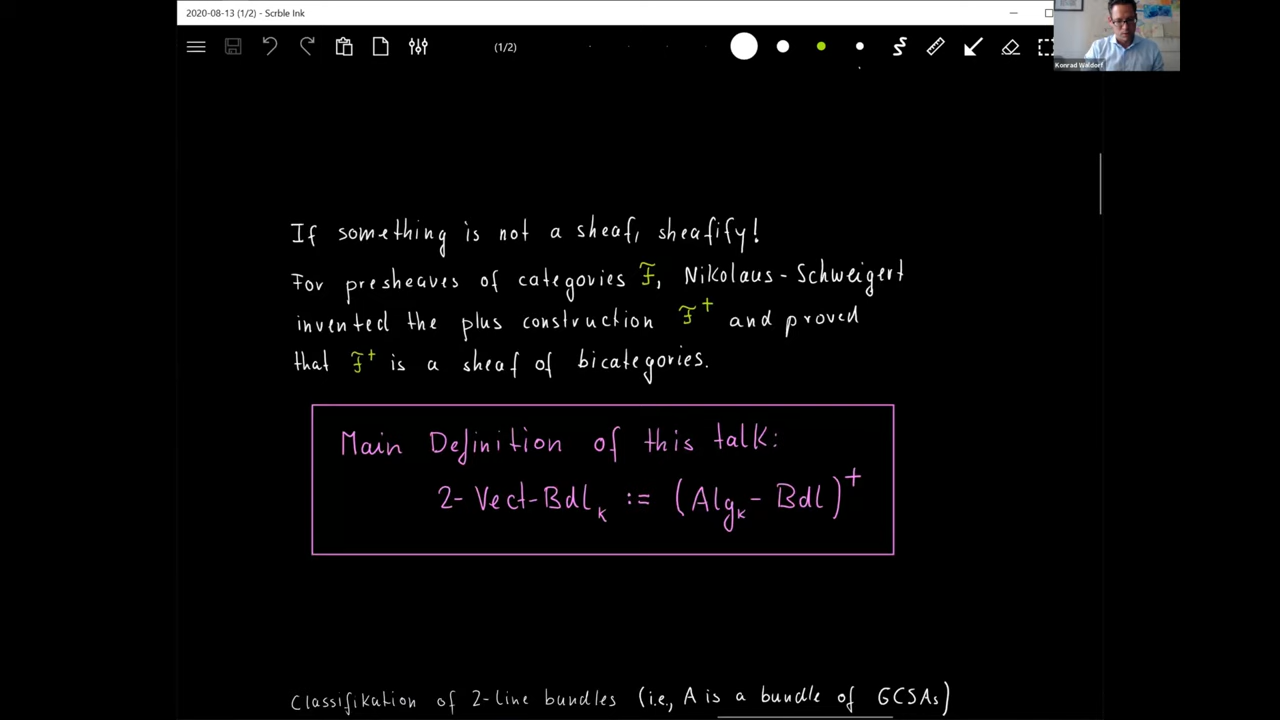 2020-08-13 (1/2) - Scrble Ink
(1/2)
Konrad Waldorf
If something is not a sheaf, sheafify!
For presheaves of categories F, Nikolaus-Schweigert
invented the plus construction F⁺ and proved
that F⁺ is a sheaf of bicategories.
Main Definition of this talk:
2-Vect-Bdlₖ := (Algₖ-Bdl)⁺
Classifikation of 2-line bundles (i.e., A is a bundle of GCSAs)